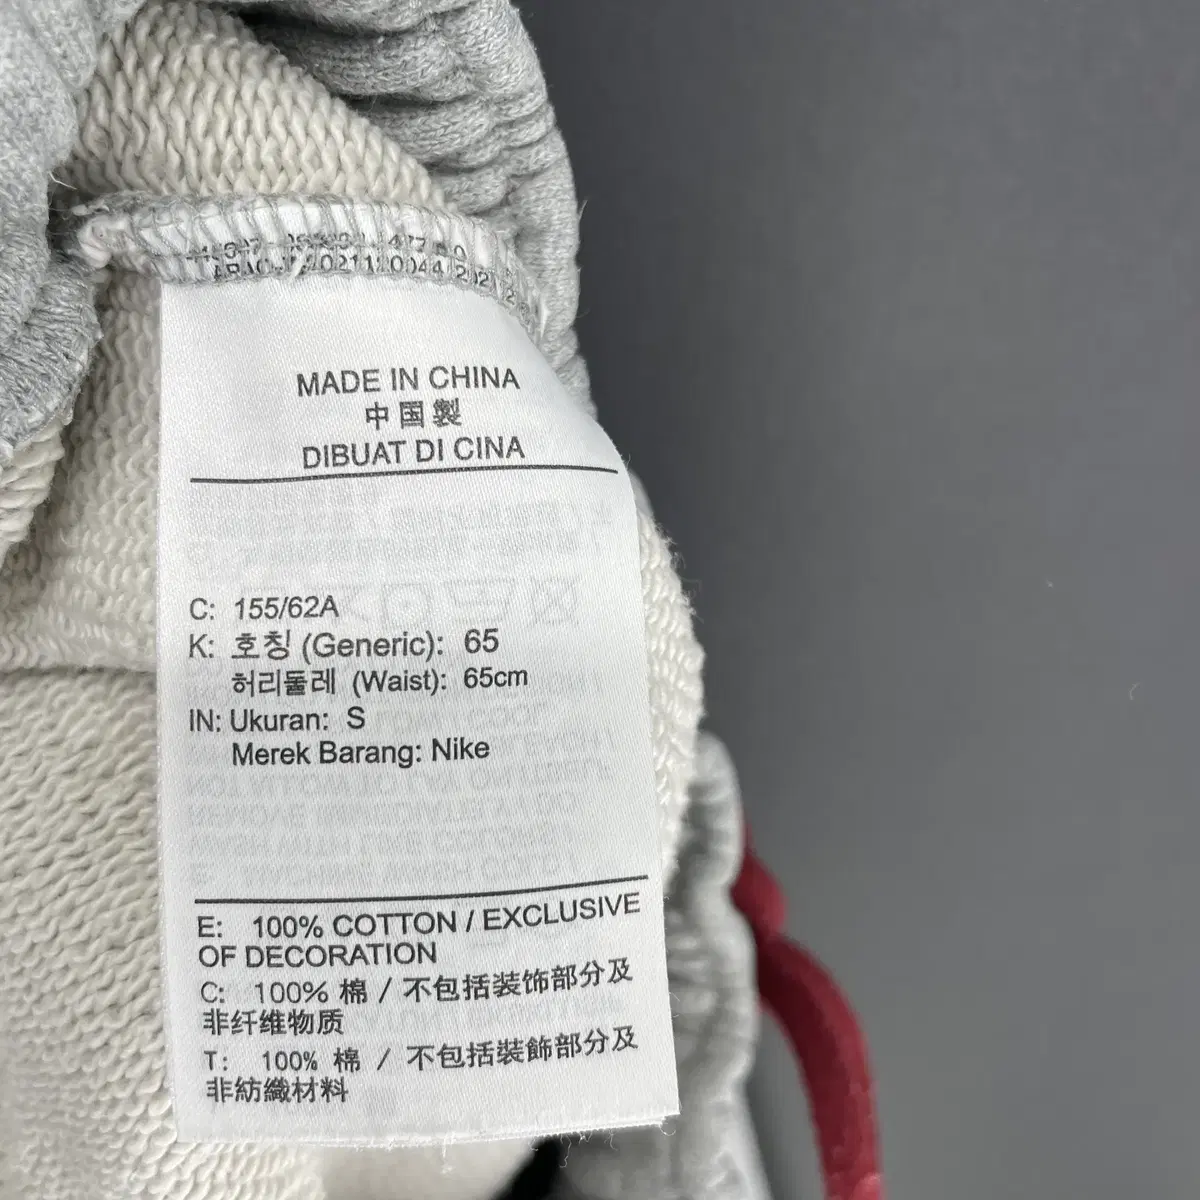 MADE IN CHINA
中国製
DIBUAT DI CINA
C: 155/62A
K: 호칭 (Generic): 65
허리둘레 (Waist): 65cm
IN: Ukuran: S
Merek Barang: Nike
E: 100% COTTON / EXCLUSIVE
OF DECORATION
C: 100% 棉 / 不包括装饰部分及
非纤维物质
T: 100% 棉 / 不包括裝飾部分及
非紡織材料